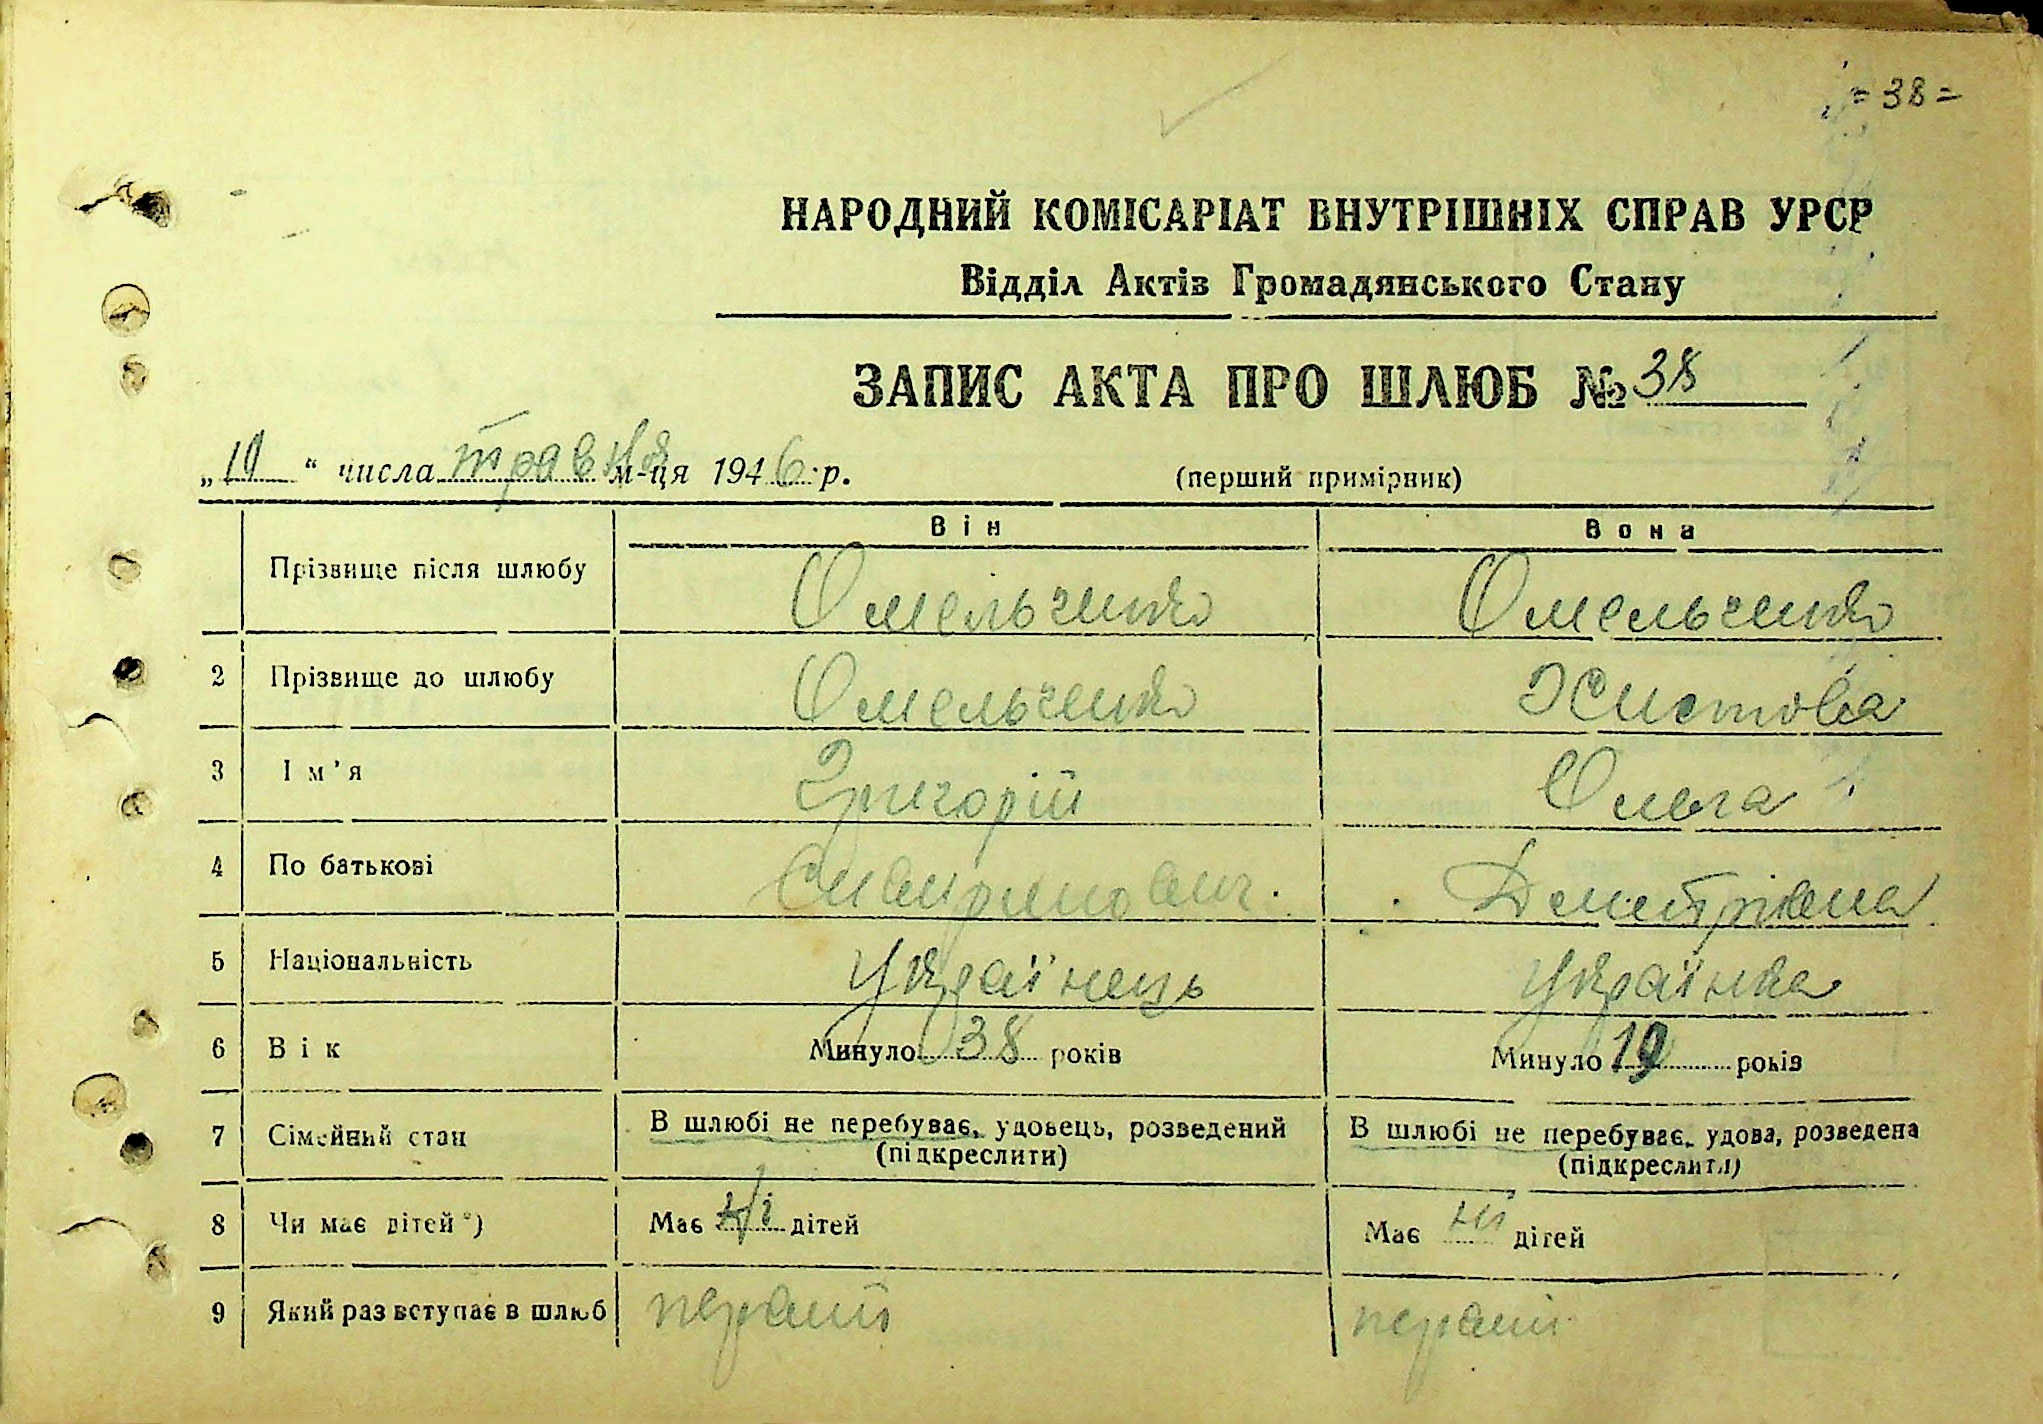 = 38 =
НАРОДНИЙ КОМІСАРІАТ ВНУТРІШНІХ СПРАВ УРСР
Відділ Актів Громадянського Стану
ЗАПИС АКТА ПРО ШЛЮБ № 38
„19“ числа травня м-ця 1946 р. (перший примірник)
Він Вона
Прізвище після шлюбу Омельченко Омельченко
2 Прізвище до шлюбу Омельченко Хистова
3 Ім'я Григорій Ольга
4 По батькові Дмитрівна
5 Національність Українець Українка
6 Вік Минуло 38 років Минуло 19 років
7 Сімейний стан В шлюбі не перебуває, удовець, розведений В шлюбі не перебуває, удова, розведена
(підкреслити) (підкреслити)
8 Чи має дітей*) Має ні дітей Має ні дітей
9 Який раз вступає в шлюб перший перший